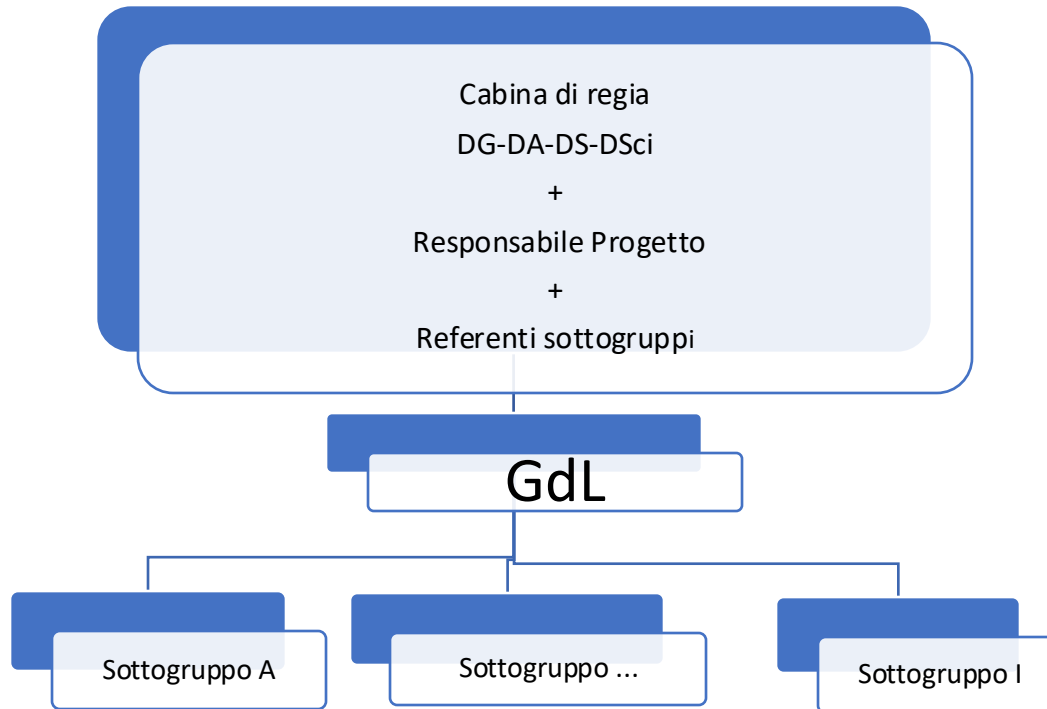 Cabina di regia
DG-DA-DS-DSci
+
Responsabile Progetto
+
Referenti sottogruppi
GdL
Sottogruppo A
Sottogruppo ...
Sottogruppo I